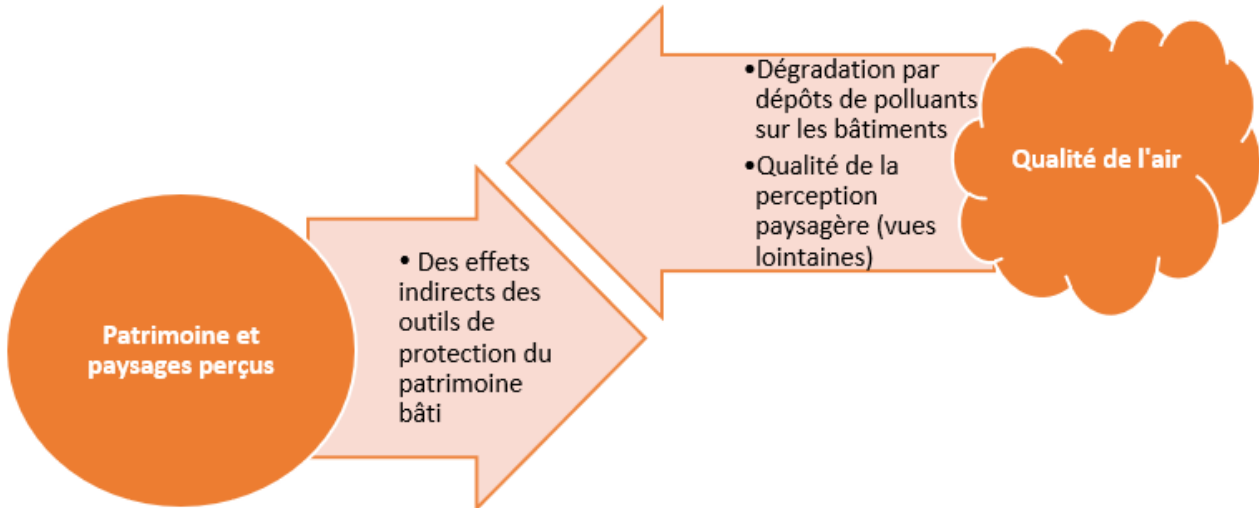 •Dégradation par
dépôts de polluants
sur les bâtiments
•Qualité de la
perception
paysagère (vues
lointaines)
Qualité de l'air
• Des effets
indirects des
outils de
protection du
patrimoine
bâti
Patrimoine et
paysages perçus